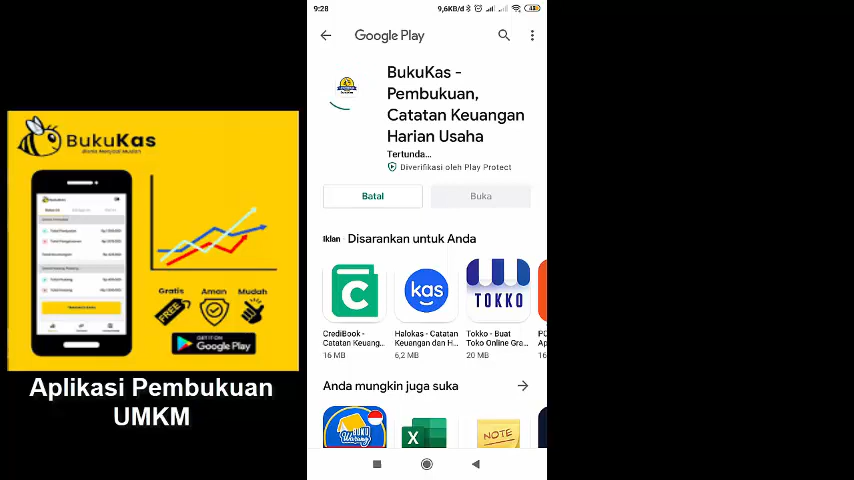 BukuKas
Gratis
Aman
Mudah
FREE
GET IT ON
Google Play
Aplikasi Pembukuan
UMKM
9:28
9,6KB/d
Google Play
BukuKas -
Pembukuan,
Catatan Keuangan
Harian Usaha
Tertunda...
Diverifikasi oleh Play Protect
Batal
Buka
Iklan · Disarankan untuk Anda
kas
TOKKO
CrediBook -
Catatan Keuang...
16 MB
Halokas - Catatan
Keuangan dan H...
6,2 MB
Tokko - Buat
Toko Online Gra...
20 MB
Anda mungkin juga suka
BUKU
Warung
X
NOTE